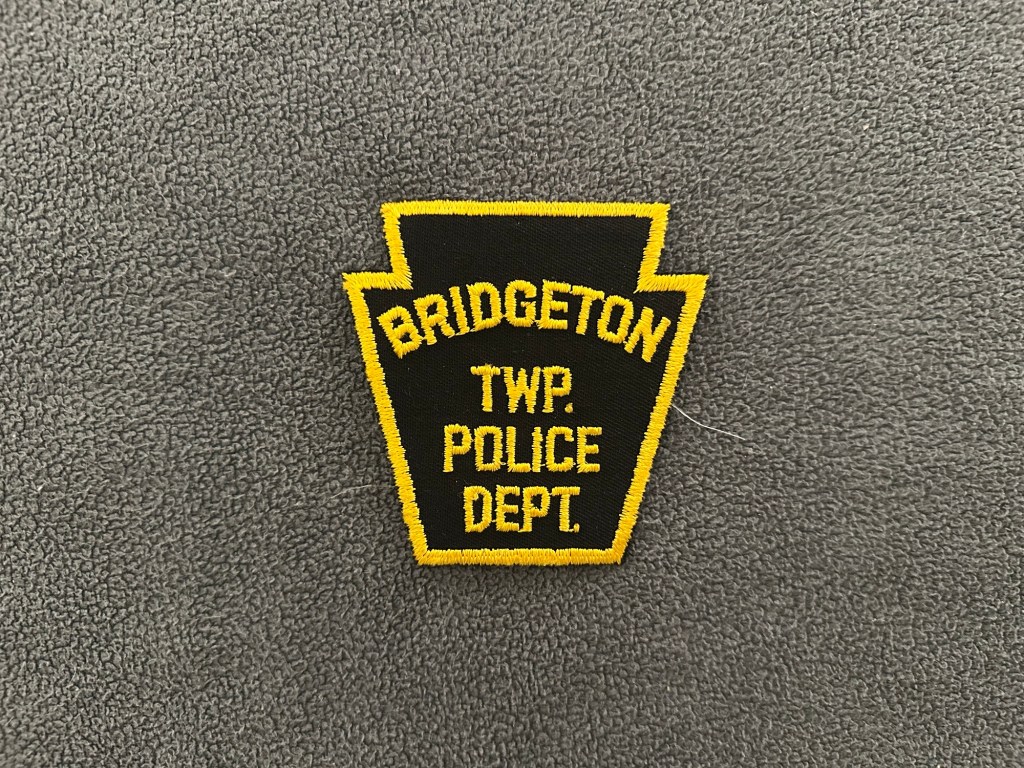 BRIDGETON
TWP.
POLICE
DEPT.